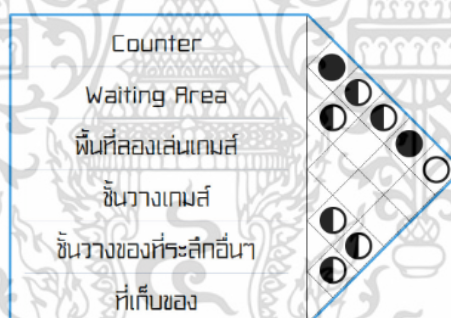 Counter
Waiting Area
พื้นที่ลองเล่นเกมส์
ชั้นวางเกมส์
ชั้นวางของที่ระลึกอื่นๆ
ที่เก็บของ